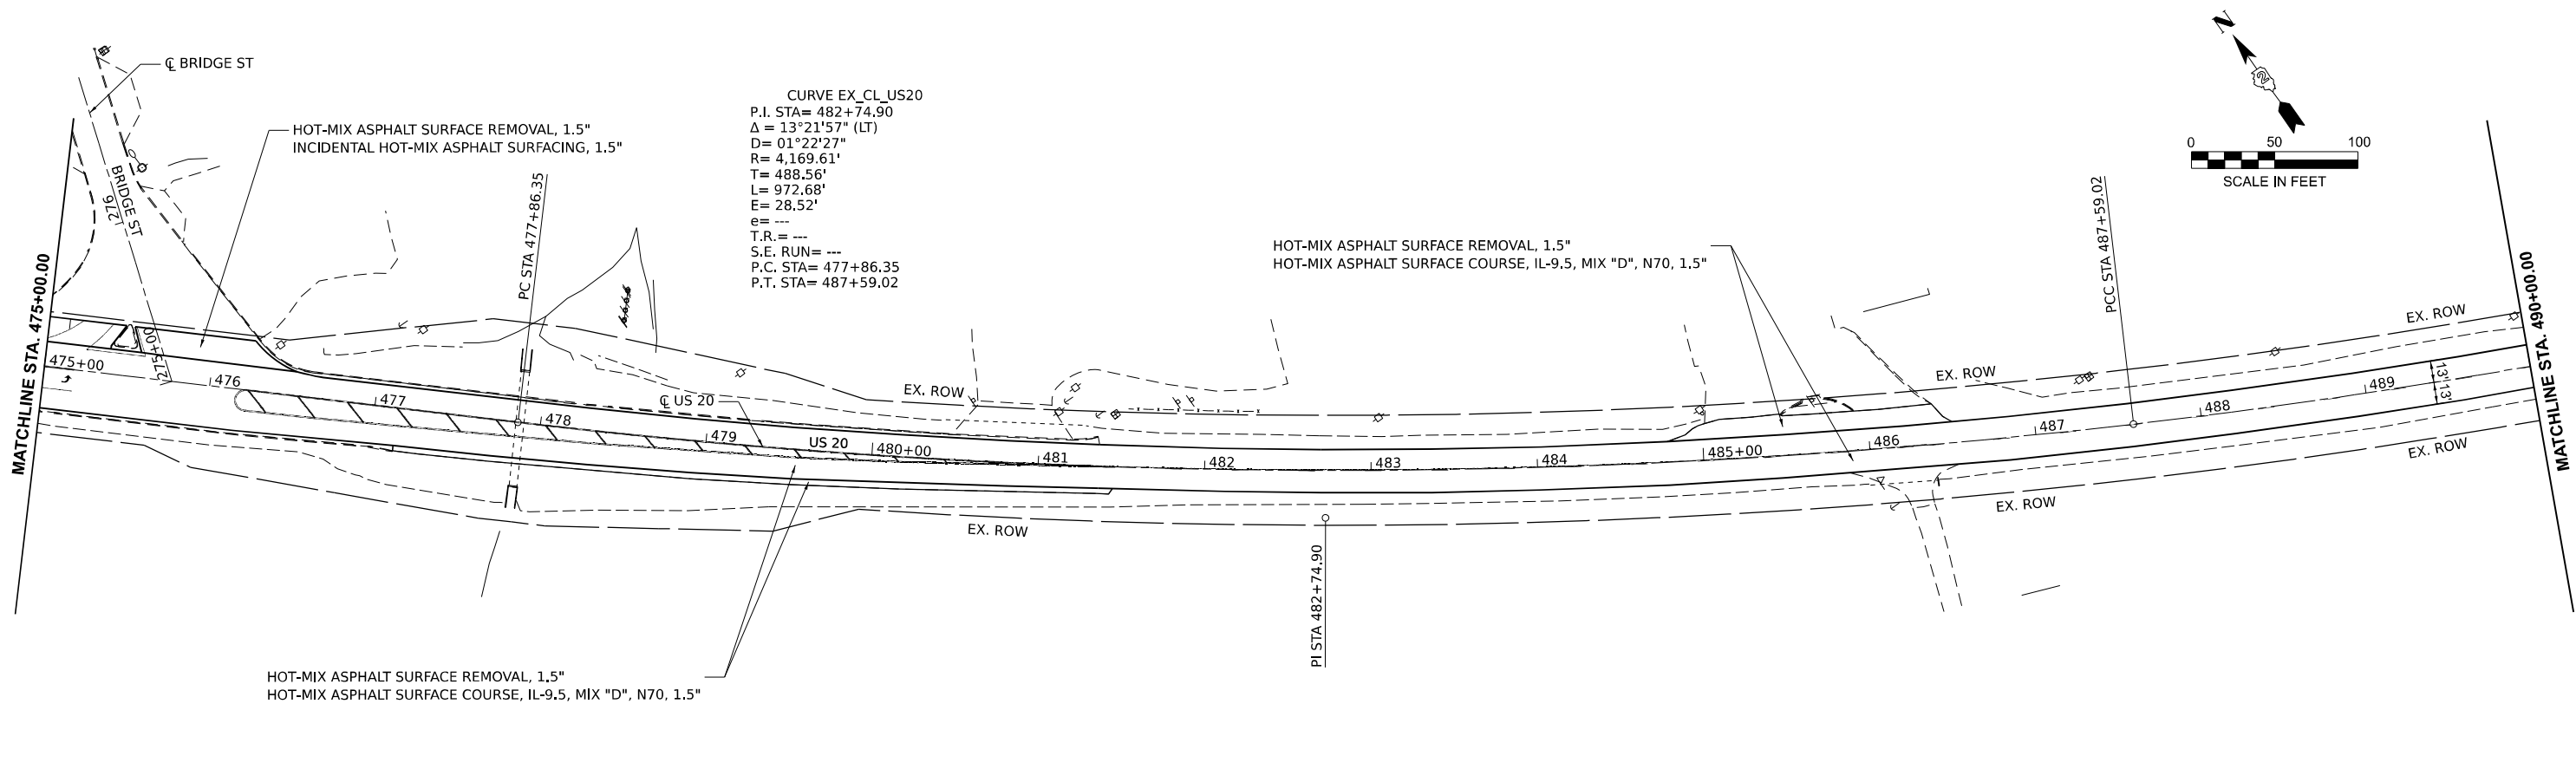 ℄ BRIDGE ST
HOT-MIX ASPHALT SURFACE REMOVAL, 1.5"
INCIDENTAL HOT-MIX ASPHALT SURFACING, 1.5"
CURVE EX_CL_US20
P.I. STA= 482+74.90
Δ = 13°21'57" (LT)
D= 01°22'27"
R= 4,169.61'
T= 488.56'
L= 972.68'
E= 28.52'
e= ---
T.R.= ---
S.E. RUN= ---
P.C. STA= 477+86.35
P.T. STA= 487+59.02
N
2
0 50 100
SCALE IN FEET
BRIDGE ST
276
275+00
PC STA 477+86.35
HOT-MIX ASPHALT SURFACE REMOVAL, 1.5"
HOT-MIX ASPHALT SURFACE COURSE, IL-9.5, MIX "D", N70, 1.5"
PCC STA 487+59.02
MATCHLINE STA. 475+00.00
MATCHLINE STA. 490+00.00
EX. ROW
EX. ROW
EX. ROW
℄ US 20
US 20
475+00
476
477
478
479
480+00
481
482
483
484
485+00
486
487
488
489
13'
13'
P
P
P
P
EX. ROW
EX. ROW
EX. ROW
PI STA 482+74.90
HOT-MIX ASPHALT SURFACE REMOVAL, 1.5"
HOT-MIX ASPHALT SURFACE COURSE, IL-9.5, MIX "D", N70, 1.5"